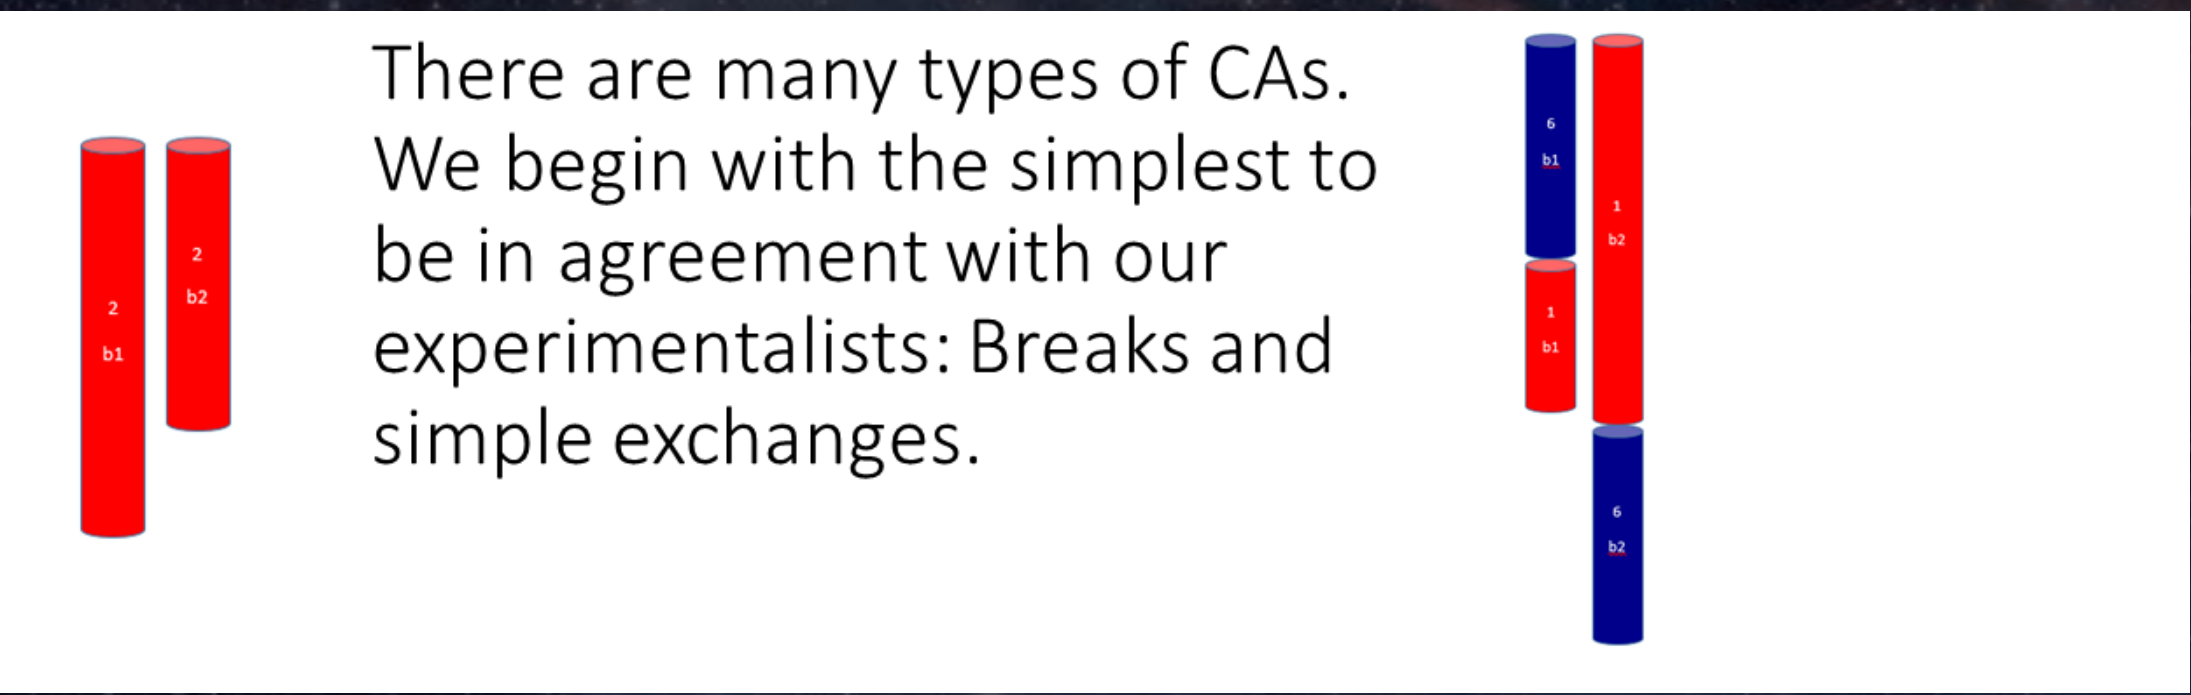 There are many types of CAs.
We begin with the simplest to
be in agreement with our
experimentalists: Breaks and
simple exchanges.
2
b1
2
b2
6
b1
1
b1
1
b2
6
b2